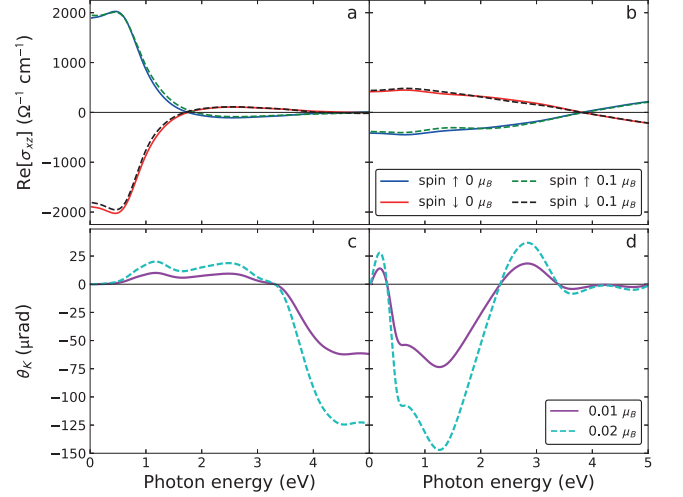 a
b
2000
1000
0
−1000
−2000
Re[σxz] (Ω−1 cm−1)
spin ↑ 0 μB
spin ↓ 0 μB
spin ↑ 0.1 μB
spin ↓ 0.1 μB
c
d
25
0
−25
−50
−75
−100
−125
−150
θK (μrad)
0.01 μB
0.02 μB
0 1 2 3 4 0 1 2 3 4 5
Photon energy (eV) Photon energy (eV)